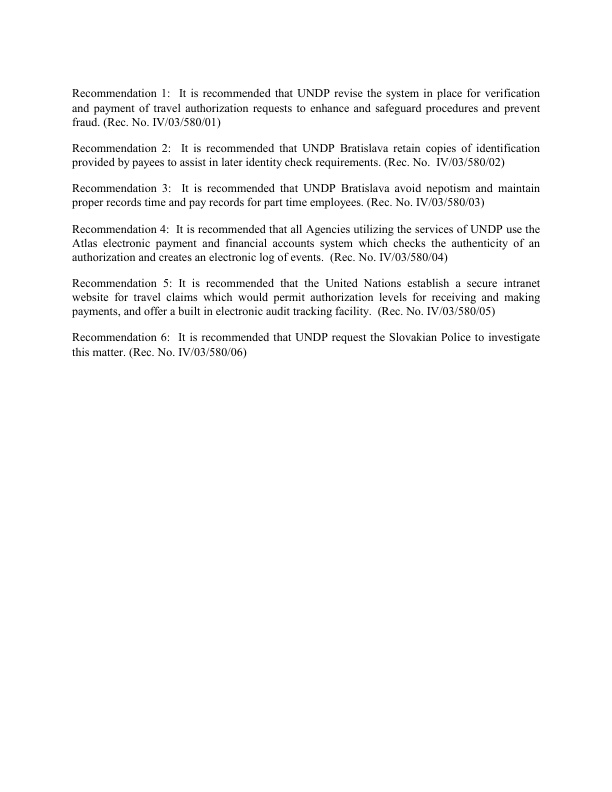 Recommendation 1:  It is recommended that UNDP revise the system in place for verification
and payment of travel authorization requests to enhance and safeguard procedures and prevent
fraud. (Rec. No. IV/03/580/01)
Recommendation 2:  It is recommended that UNDP Bratislava retain copies of identification
provided by payees to assist in later identity check requirements. (Rec. No.  IV/03/580/02)
Recommendation 3:  It is recommended that UNDP Bratislava avoid nepotism and maintain
proper records time and pay records for part time employees. (Rec. No. IV/03/580/03)
Recommendation 4:  It is recommended that all Agencies utilizing the services of UNDP use the
Atlas electronic payment and financial accounts system which checks the authenticity of an
authorization and creates an electronic log of events.  (Rec. No. IV/03/580/04)
Recommendation 5: It is recommended that the United Nations establish a secure intranet
website for travel claims which would permit authorization levels for receiving and making
payments, and offer a built in electronic audit tracking facility.  (Rec. No. IV/03/580/05)
Recommendation 6:  It is recommended that UNDP request the Slovakian Police to investigate
this matter. (Rec. No. IV/03/580/06)